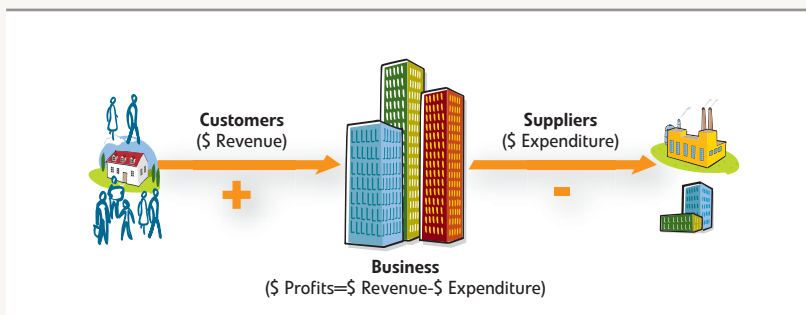 Customers
($ Revenue)
+
Suppliers
($ Expenditure)
-
Business
($ Profits=$ Revenue-$ Expenditure)